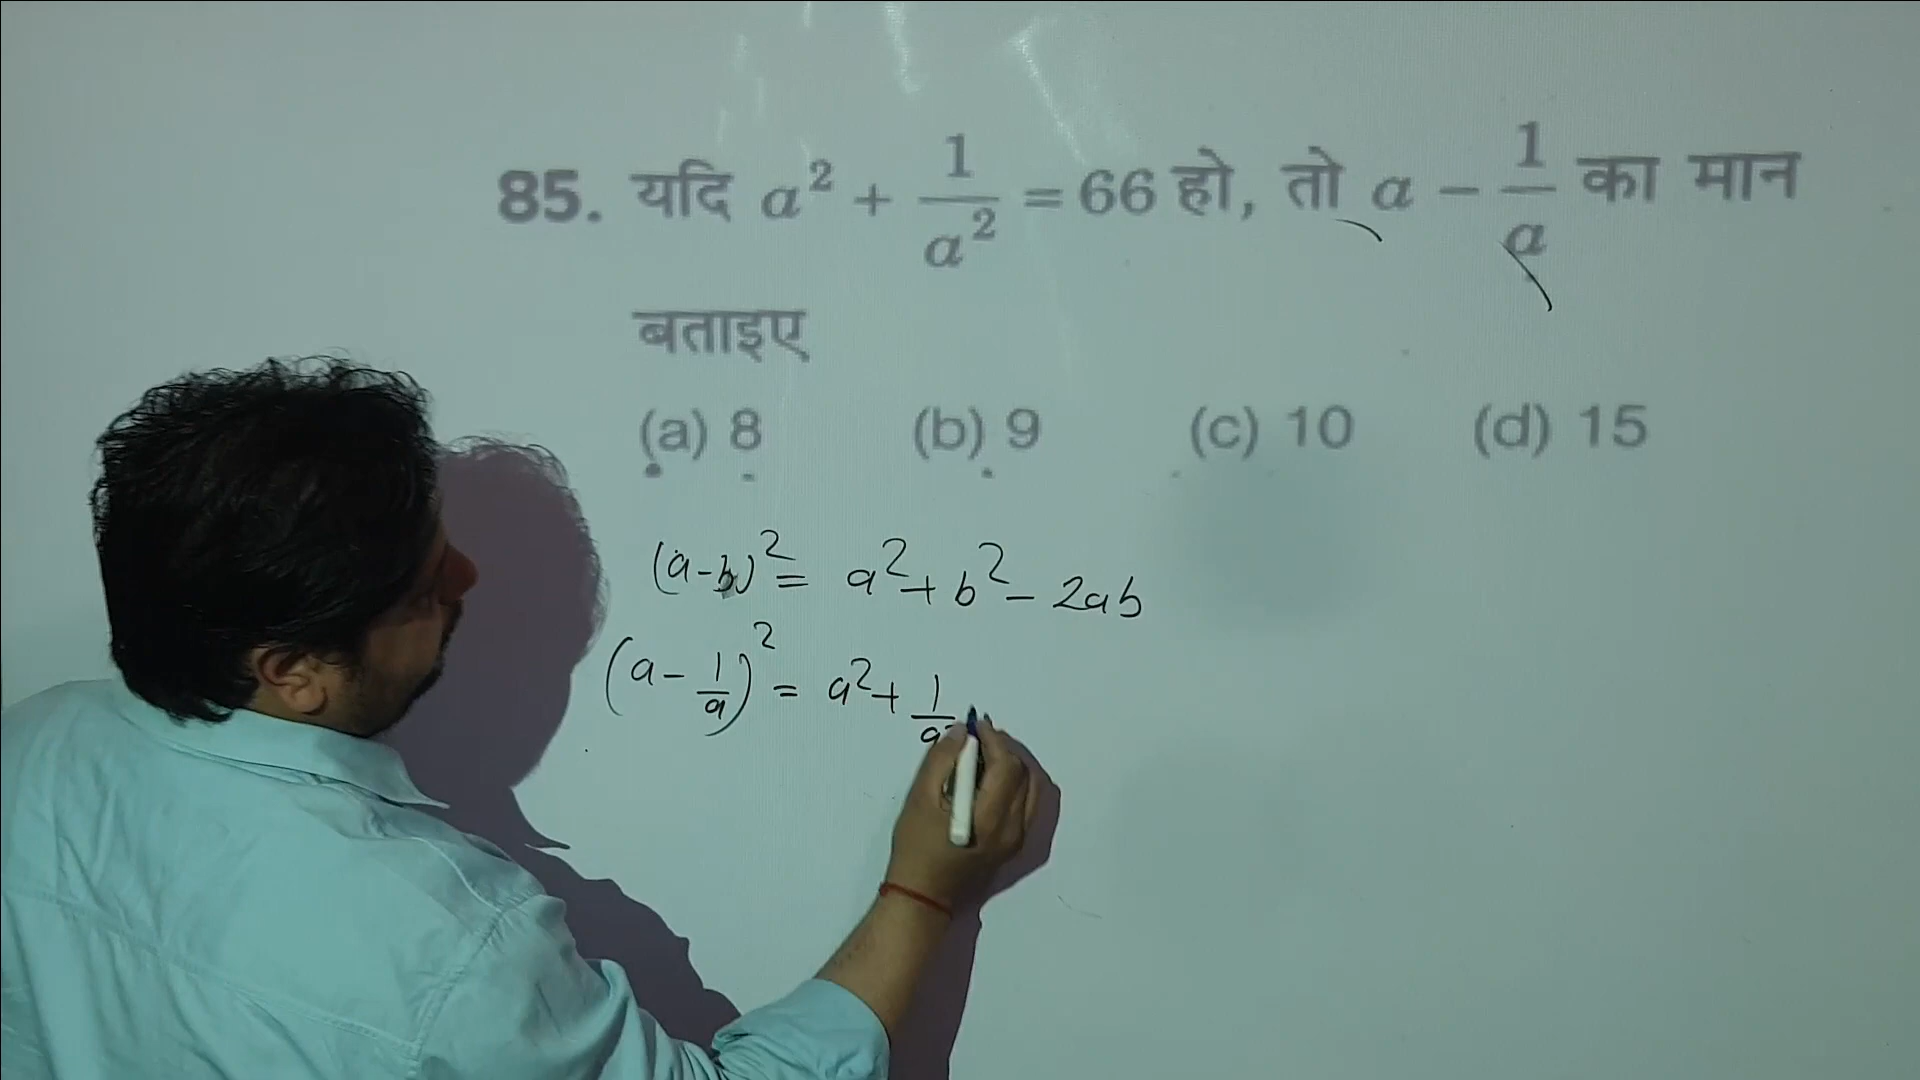 85. यदि a² + 1/a² = 66 हो, तो a - 1/a का मान
बताइए
(a) 8 (b) 9 (c) 10 (d) 15
(a-b)² = a² + b² - 2ab
(a - 1/a)² = a² + 1/a²